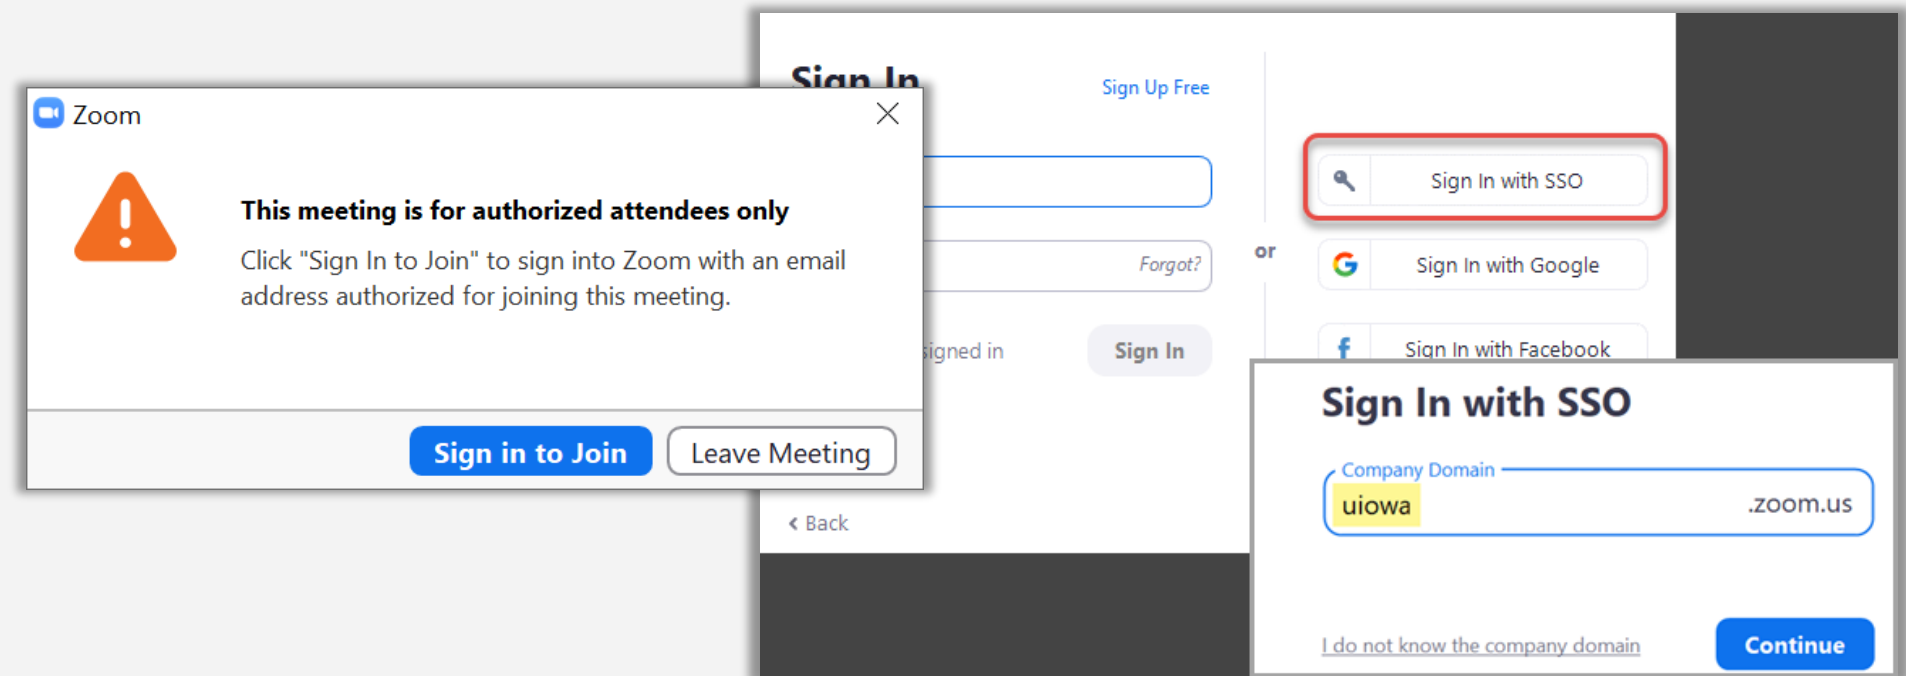 Zoom
This meeting is for authorized attendees only
Click "Sign In to Join" to sign into Zoom with an email
address authorized for joining this meeting.
Sign in to Join
Leave Meeting
Sign In
Sign Up Free
Forgot?
signed in
Sign In
‹ Back
or
Sign In with SSO
Sign In with Google
Sign In with Facebook
Sign In with SSO
Company Domain
uiowa .zoom.us
I do not know the company domain
Continue